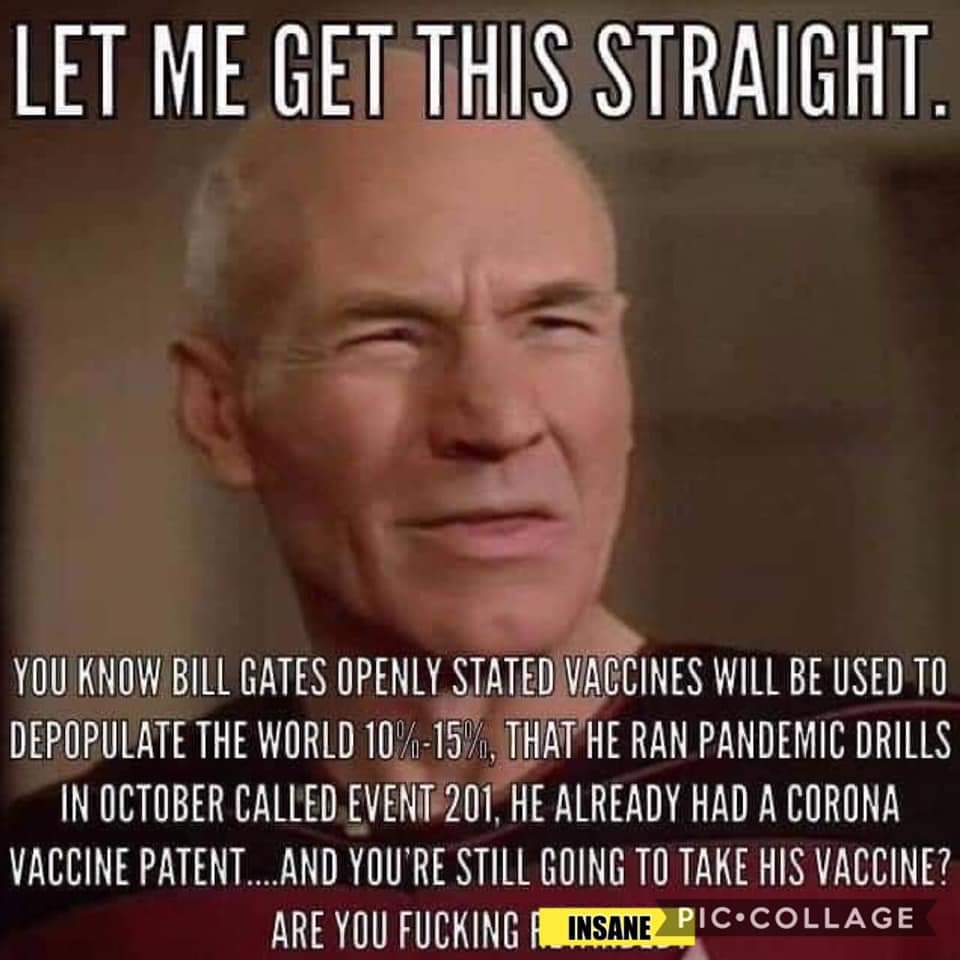 LET ME GET THIS STRAIGHT.
YOU KNOW BILL GATES OPENLY STATED VACCINES WILL BE USED TO
DEPOPULATE THE WORLD 10%-15%, THAT HE RAN PANDEMIC DRILLS
IN OCTOBER CALLED EVENT 201, HE ALREADY HAD A CORONA
VACCINE PATENT....AND YOU'RE STILL GOING TO TAKE HIS VACCINE?
ARE YOU FUCKING INSANE PIC•COLLAGE